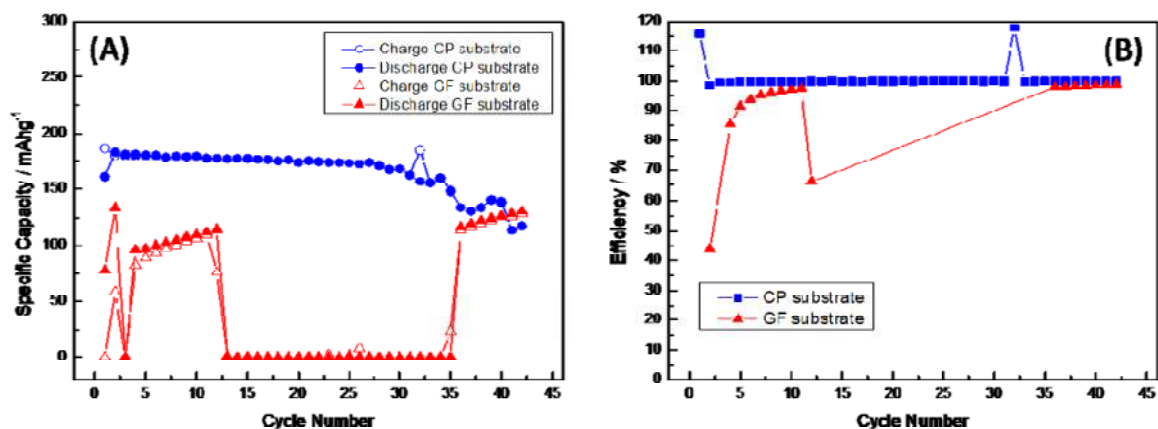 (A)
Charge CP substrate
Discharge CP substrate
Charge GF substrate
Discharge GF substrate
Specific Capacity / mAhg⁻¹
300
250
200
150
100
50
0
0 5 10 15 20 25 30 35 40 45
Cycle Number
(B)
CP substrate
GF substrate
Efficiency / %
120
110
100
90
80
70
60
50
40
30
20
10
0
0 5 10 15 20 25 30 35 40 45
Cycle Number